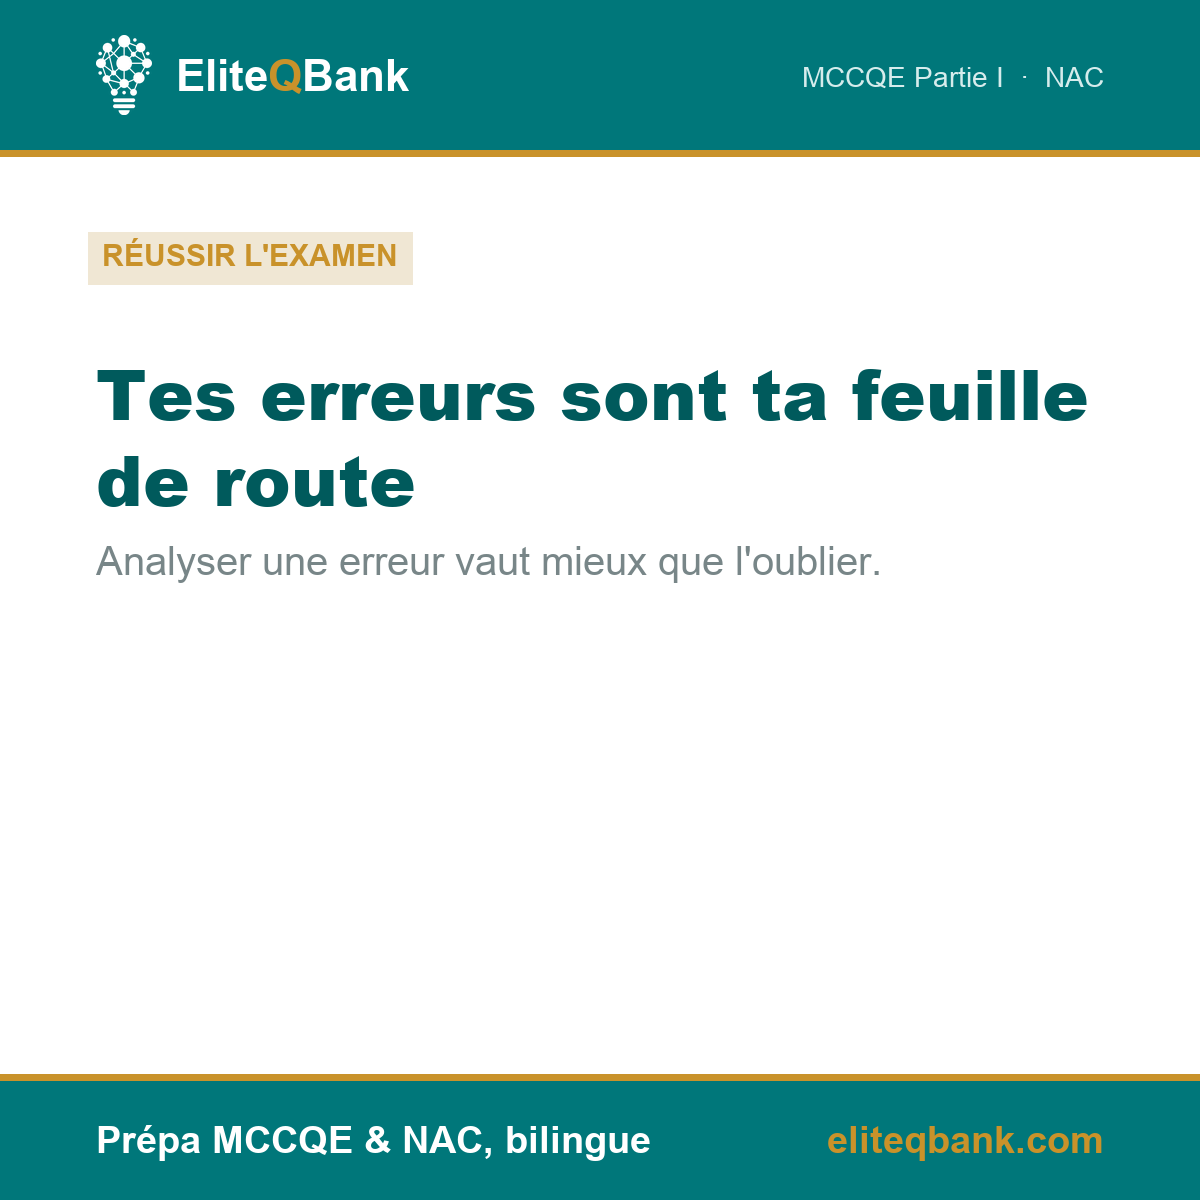 EliteQBank
MCCQE Partie I · NAC
RÉUSSIR L'EXAMEN
Tes erreurs sont ta feuille
de route
Analyser une erreur vaut mieux que l'oublier.
Prépa MCCQE & NAC, bilingue
eliteqbank.com